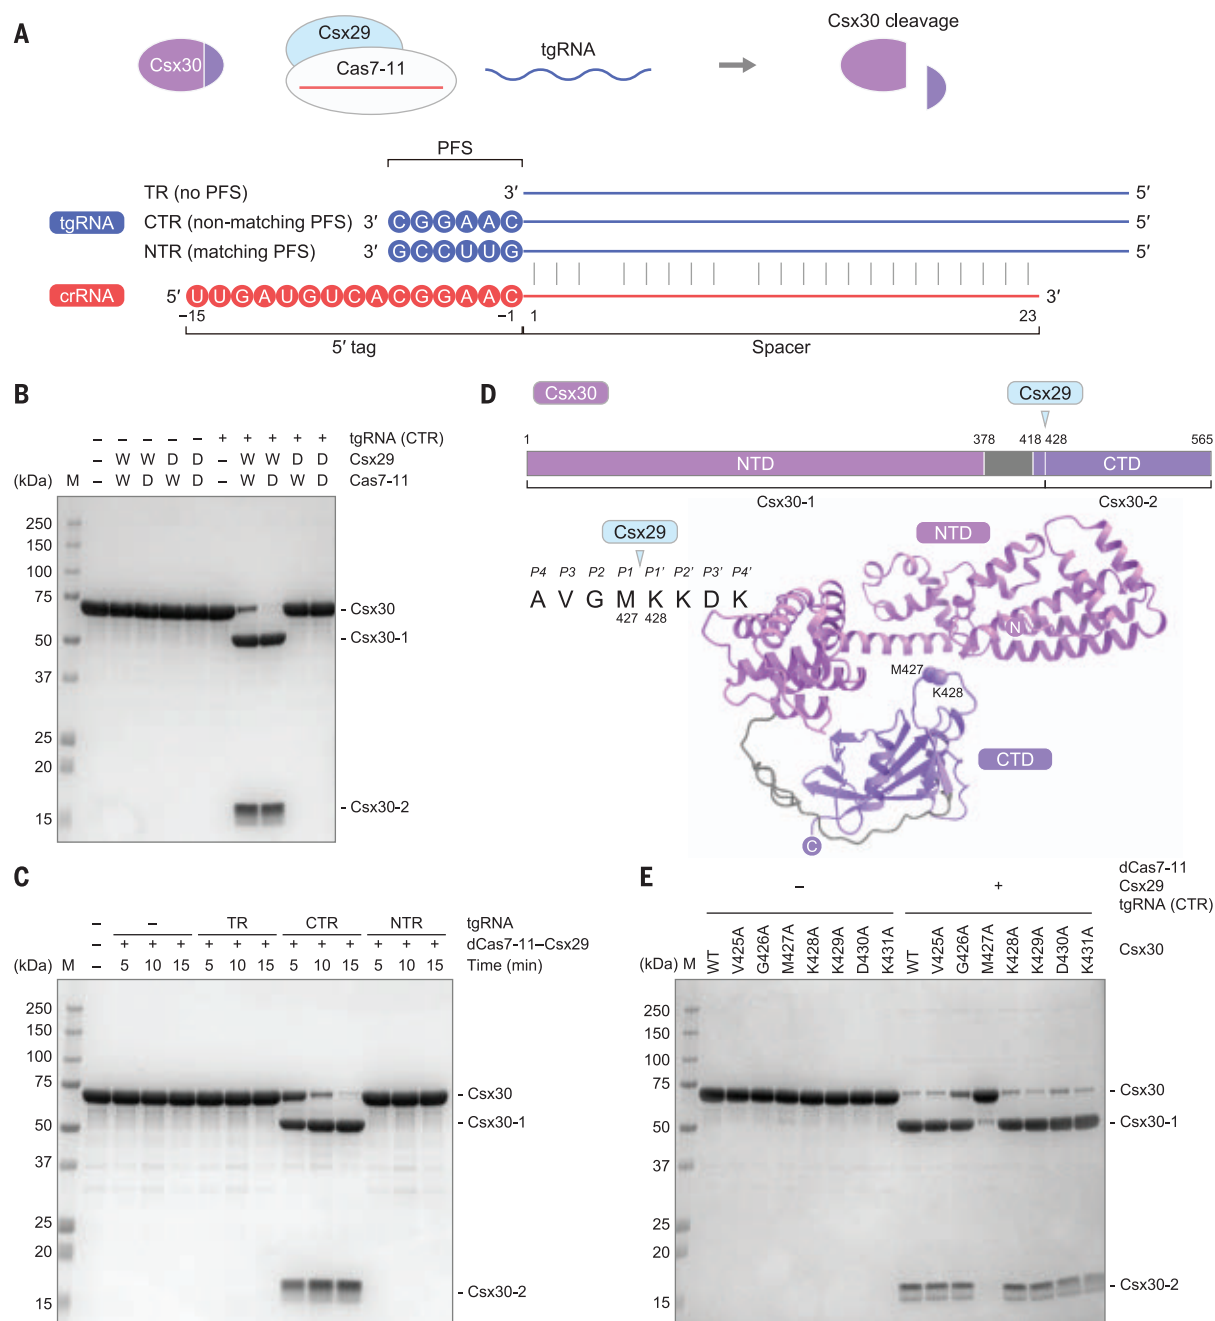 A
Csx30
Csx29
Cas7-11
tgRNA
Csx30 cleavage
PFS
TR (no PFS) 3′ 5′
tgRNA CTR (non-matching PFS) 3′ C G G A A C 5′
NTR (matching PFS) 3′ G C C U U G 5′
crRNA 5′ U U G A U G U C A C G G A A C 3′
−15 −1 1 23
5′ tag Spacer
B
– – – – – + + + + + tgRNA (CTR)
– W W D D – W W D D Csx29
(kDa) M – W D W D – W D W D Cas7-11
250
150
100
75
50
37
25
20
15
- Csx30
- Csx30-1
- Csx30-2
C
– – TR CTR NTR tgRNA
– + + + + + + + + + + + + dCas7-11–Csx29
(kDa) M – 5 10 15 5 10 15 5 10 15 5 10 15 Time (min)
250
150
100
75
50
37
25
20
15
- Csx30
- Csx30-1
- Csx30-2
D
Csx30
Csx29
1 378 418 428 565
NTD CTD
Csx30-1 Csx30-2
Csx29
P4 P3 P2 P1 P1′ P2′ P3′ P4′
A V G M K K D K
427 428
NTD
N
M427
K428
CTD
C
E
dCas7-11
– + Csx29
tgRNA (CTR)
WT V425A G426A M427A K428A K429A D430A K431A WT V425A G426A M427A K428A K429A D430A K431A Csx30
(kDa) M
250
150
100
75
50
37
25
20
15
- Csx30
- Csx30-1
- Csx30-2